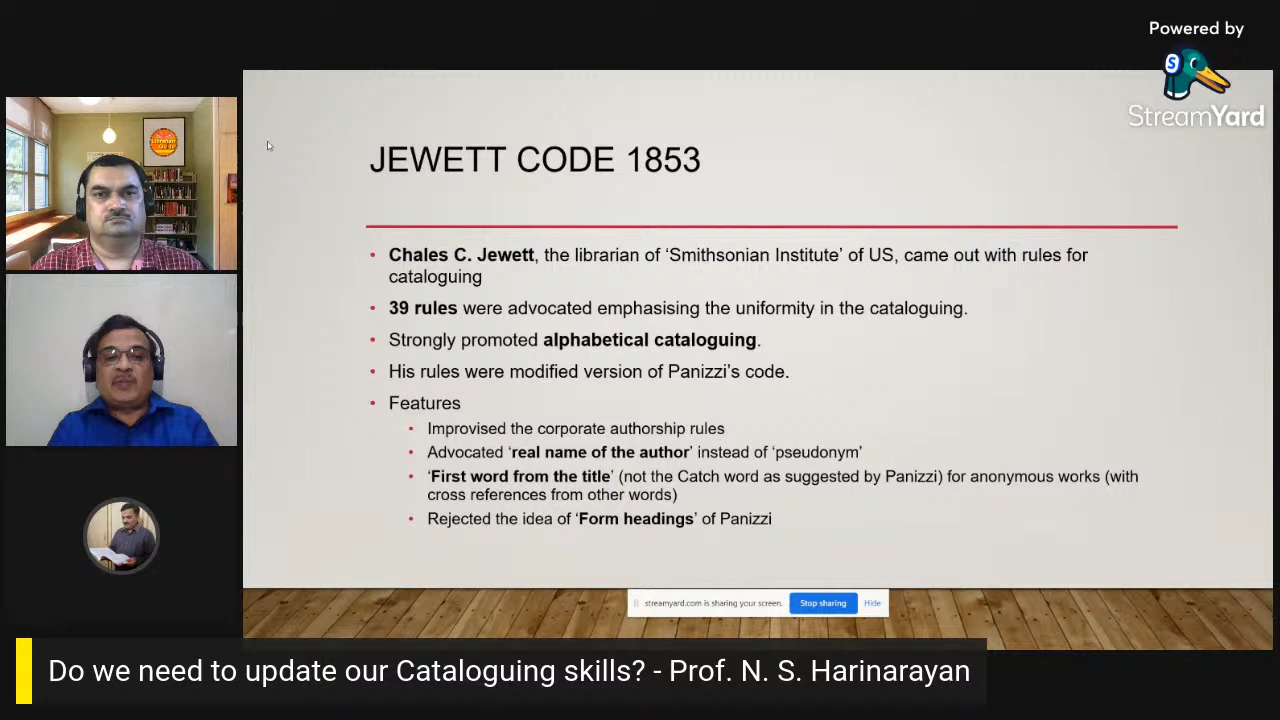 Powered by
StreamYard
JEWETT CODE 1853
• Chales C. Jewett, the librarian of ‘Smithsonian Institute’ of US, came out with rules for
cataloguing
• 39 rules were advocated emphasising the uniformity in the cataloguing.
• Strongly promoted alphabetical cataloguing.
• His rules were modified version of Panizzi’s code.
• Features
• Improvised the corporate authorship rules
• Advocated ‘real name of the author’ instead of ‘pseudonym’
• ‘First word from the title’ (not the Catch word as suggested by Panizzi) for anonymous works (with
cross references from other words)
• Rejected the idea of ‘Form headings’ of Panizzi
streamyard.com is sharing your screen. Stop sharing Hide
Do we need to update our Cataloguing skills? - Prof. N. S. Harinarayan